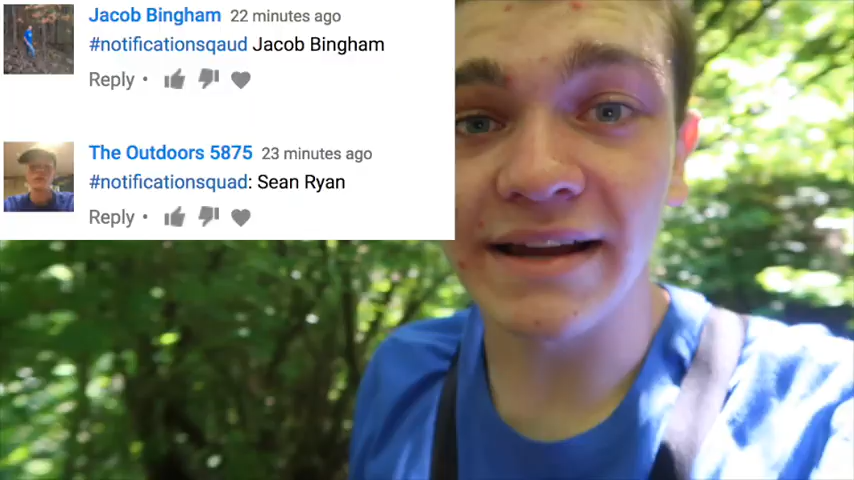 Jacob Bingham 22 minutes ago
#notificationsqaud Jacob Bingham
Reply •
The Outdoors 5875 23 minutes ago
#notificationsquad: Sean Ryan
Reply •